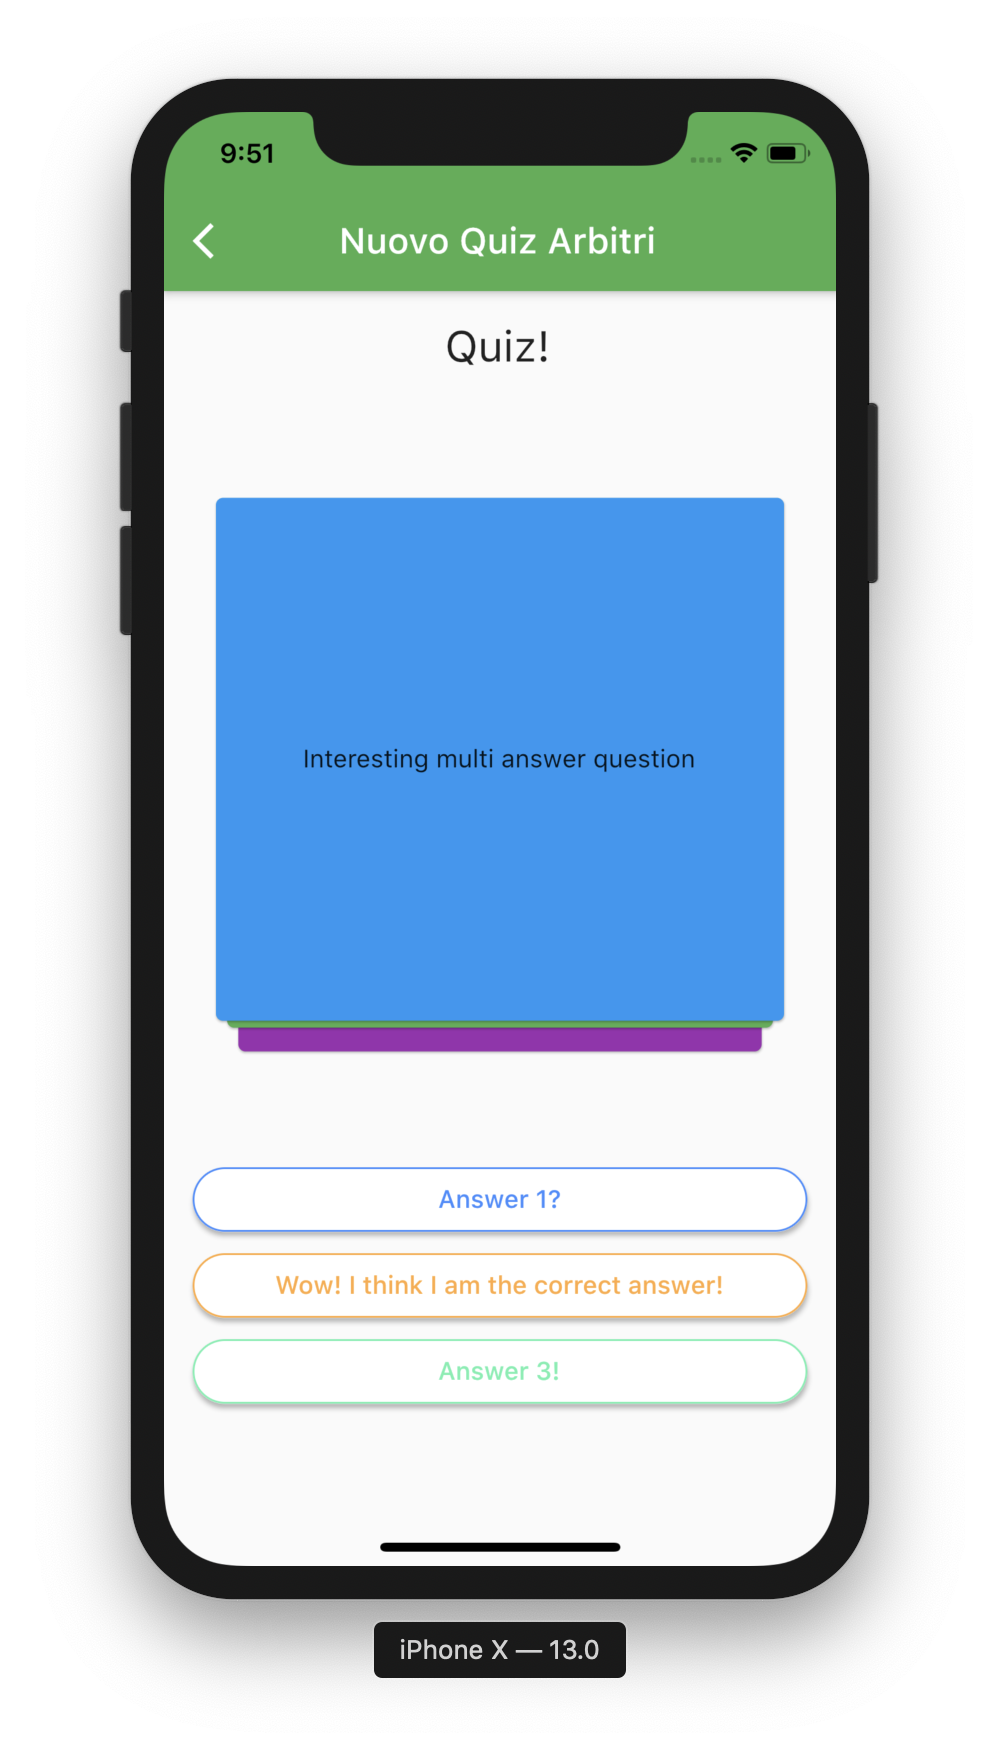 9:51
Nuovo Quiz Arbitri
Quiz!
Interesting multi answer question
Answer 1?
Wow! I think I am the correct answer!
Answer 3!
iPhone X — 13.0